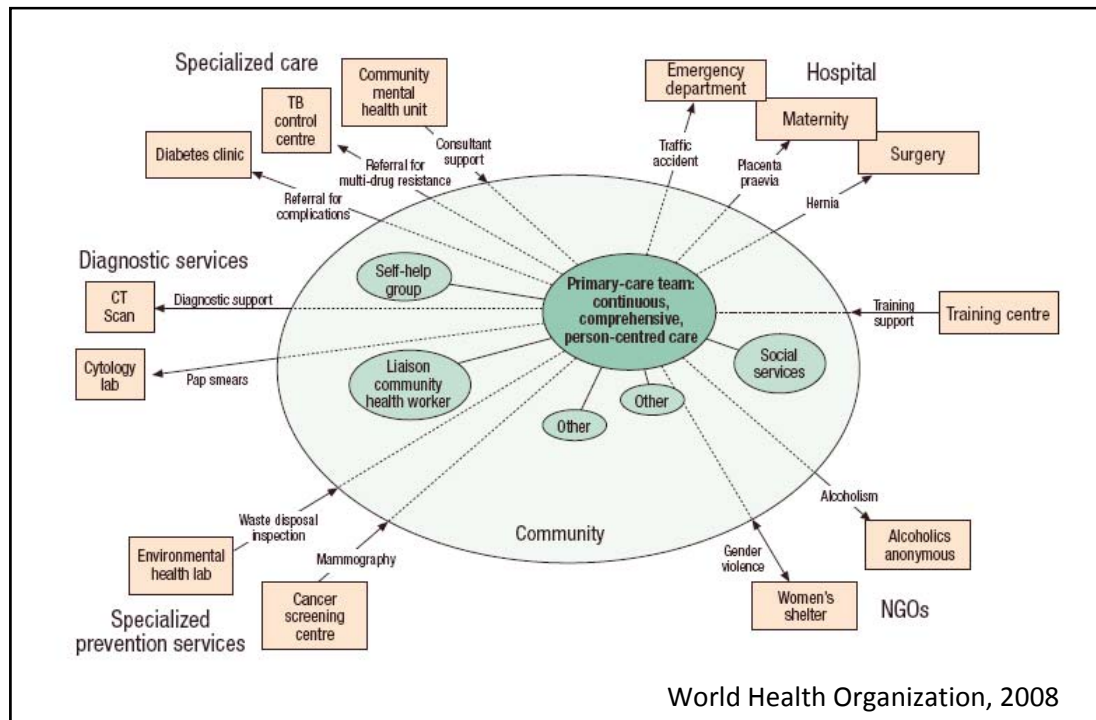 Specialized care
Community
mental
health unit
TB
control
centre
Diabetes clinic
Consultant
support
Referral for
multi-drug resistance
Referral for
complications
Emergency
department
Hospital
Maternity
Surgery
Traffic
accident
Placenta
praevia
Hernia
Diagnostic services
CT
Scan
Diagnostic support
Cytology
lab
Pap smears
Self-help
group
Primary-care team:
continuous,
comprehensive,
person-centred care
Training
support
Training centre
Liaison
community
health worker
Social
services
Other
Other
Community
Waste disposal
inspection
Environmental
health lab
Mammography
Cancer
screening
centre
Specialized
prevention services
Alcoholism
Alcoholics
anonymous
Gender
violence
Women's
shelter
NGOs
World Health Organization, 2008